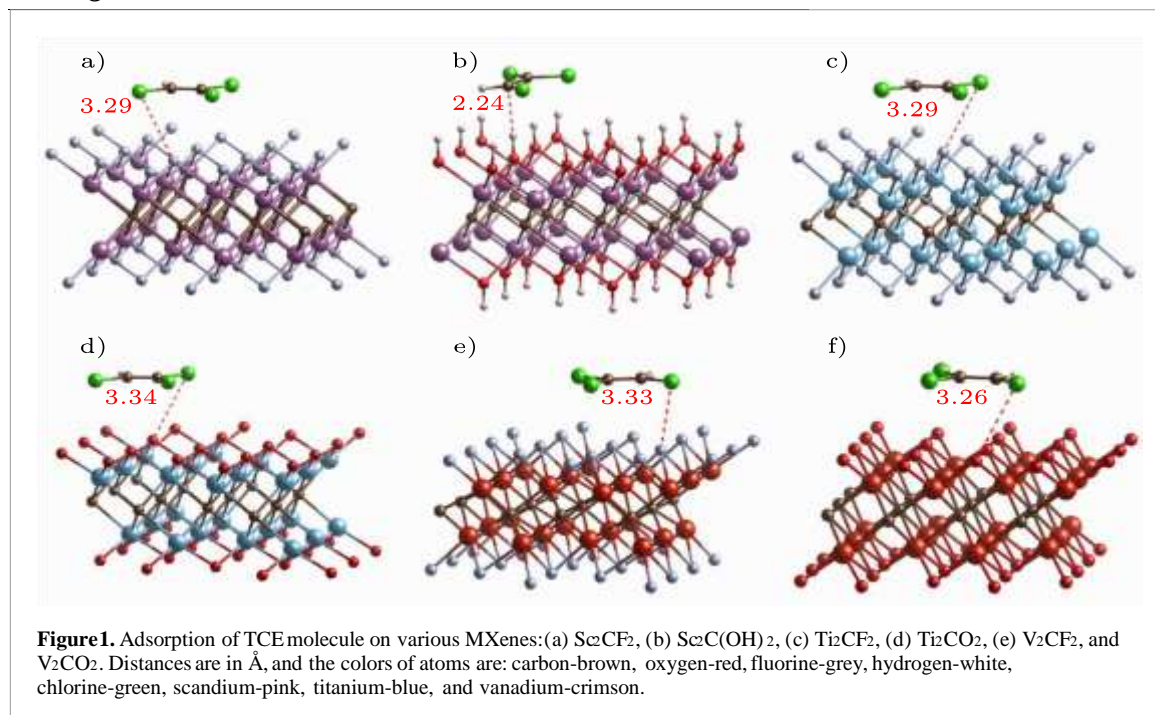 a)
b)
c)
3.29
2.24
3.29
d)
e)
f)
3.34
3.33
3.26
Figure1. Adsorption of TCE molecule on various MXenes:(a) Sc2CF2, (b) Sc2C(OH) 2, (c) Ti2CF2, (d) Ti2CO2, (e) V2CF2, and
V2CO2. Distances are in Å, and the colors of atoms are: carbon-brown, oxygen-red, fluorine-grey, hydrogen-white,
chlorine-green, scandium-pink, titanium-blue, and vanadium-crimson.